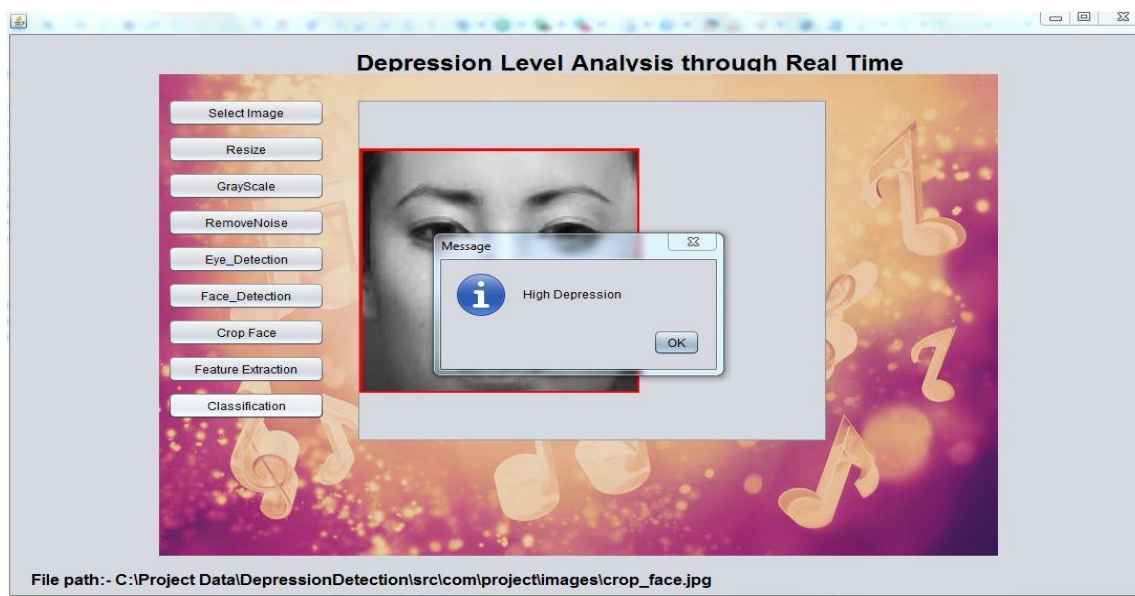 Depression Level Analysis through Real Time
Select Image
Resize
GrayScale
RemoveNoise
Eye_Detection
Face_Detection
Crop Face
Feature Extraction
Classification
Message
High Depression
OK
File path:- C:\Project Data\DepressionDetection\src\com\project\images\crop_face.jpg